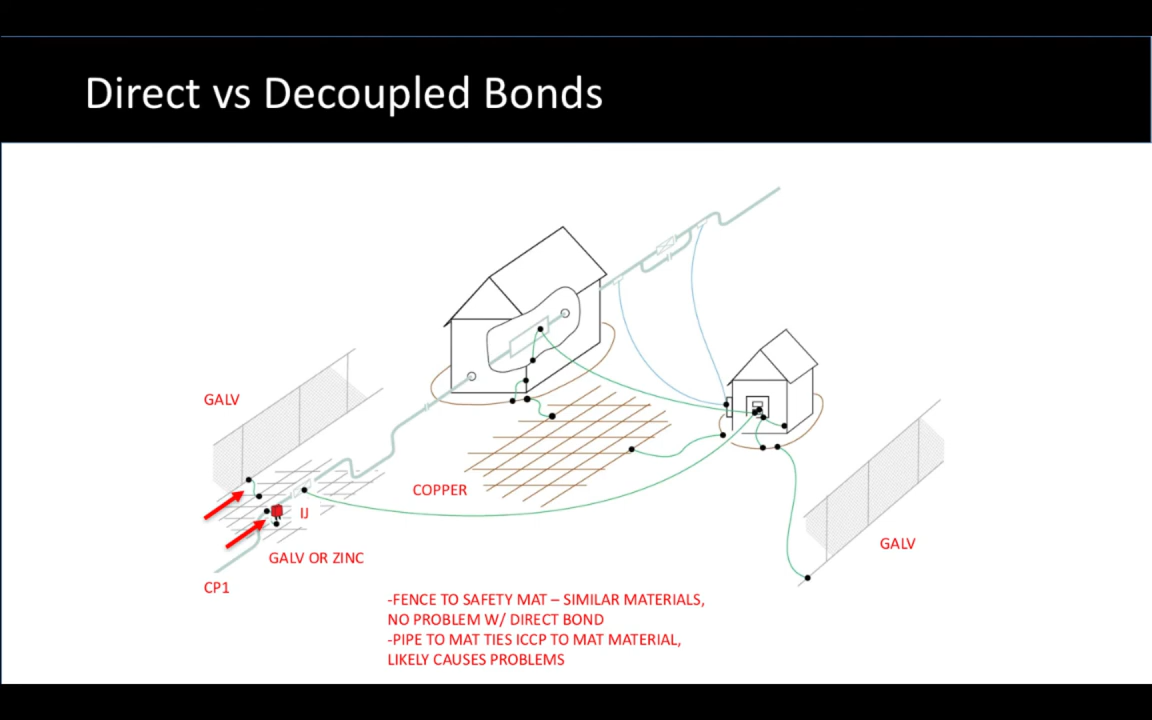 Direct vs Decoupled Bonds
GALV
COPPER
IJ
GALV OR ZINC
GALV
CP1
-FENCE TO SAFETY MAT – SIMILAR MATERIALS,
NO PROBLEM W/ DIRECT BOND
-PIPE TO MAT TIES ICCP TO MAT MATERIAL,
LIKELY CAUSES PROBLEMS